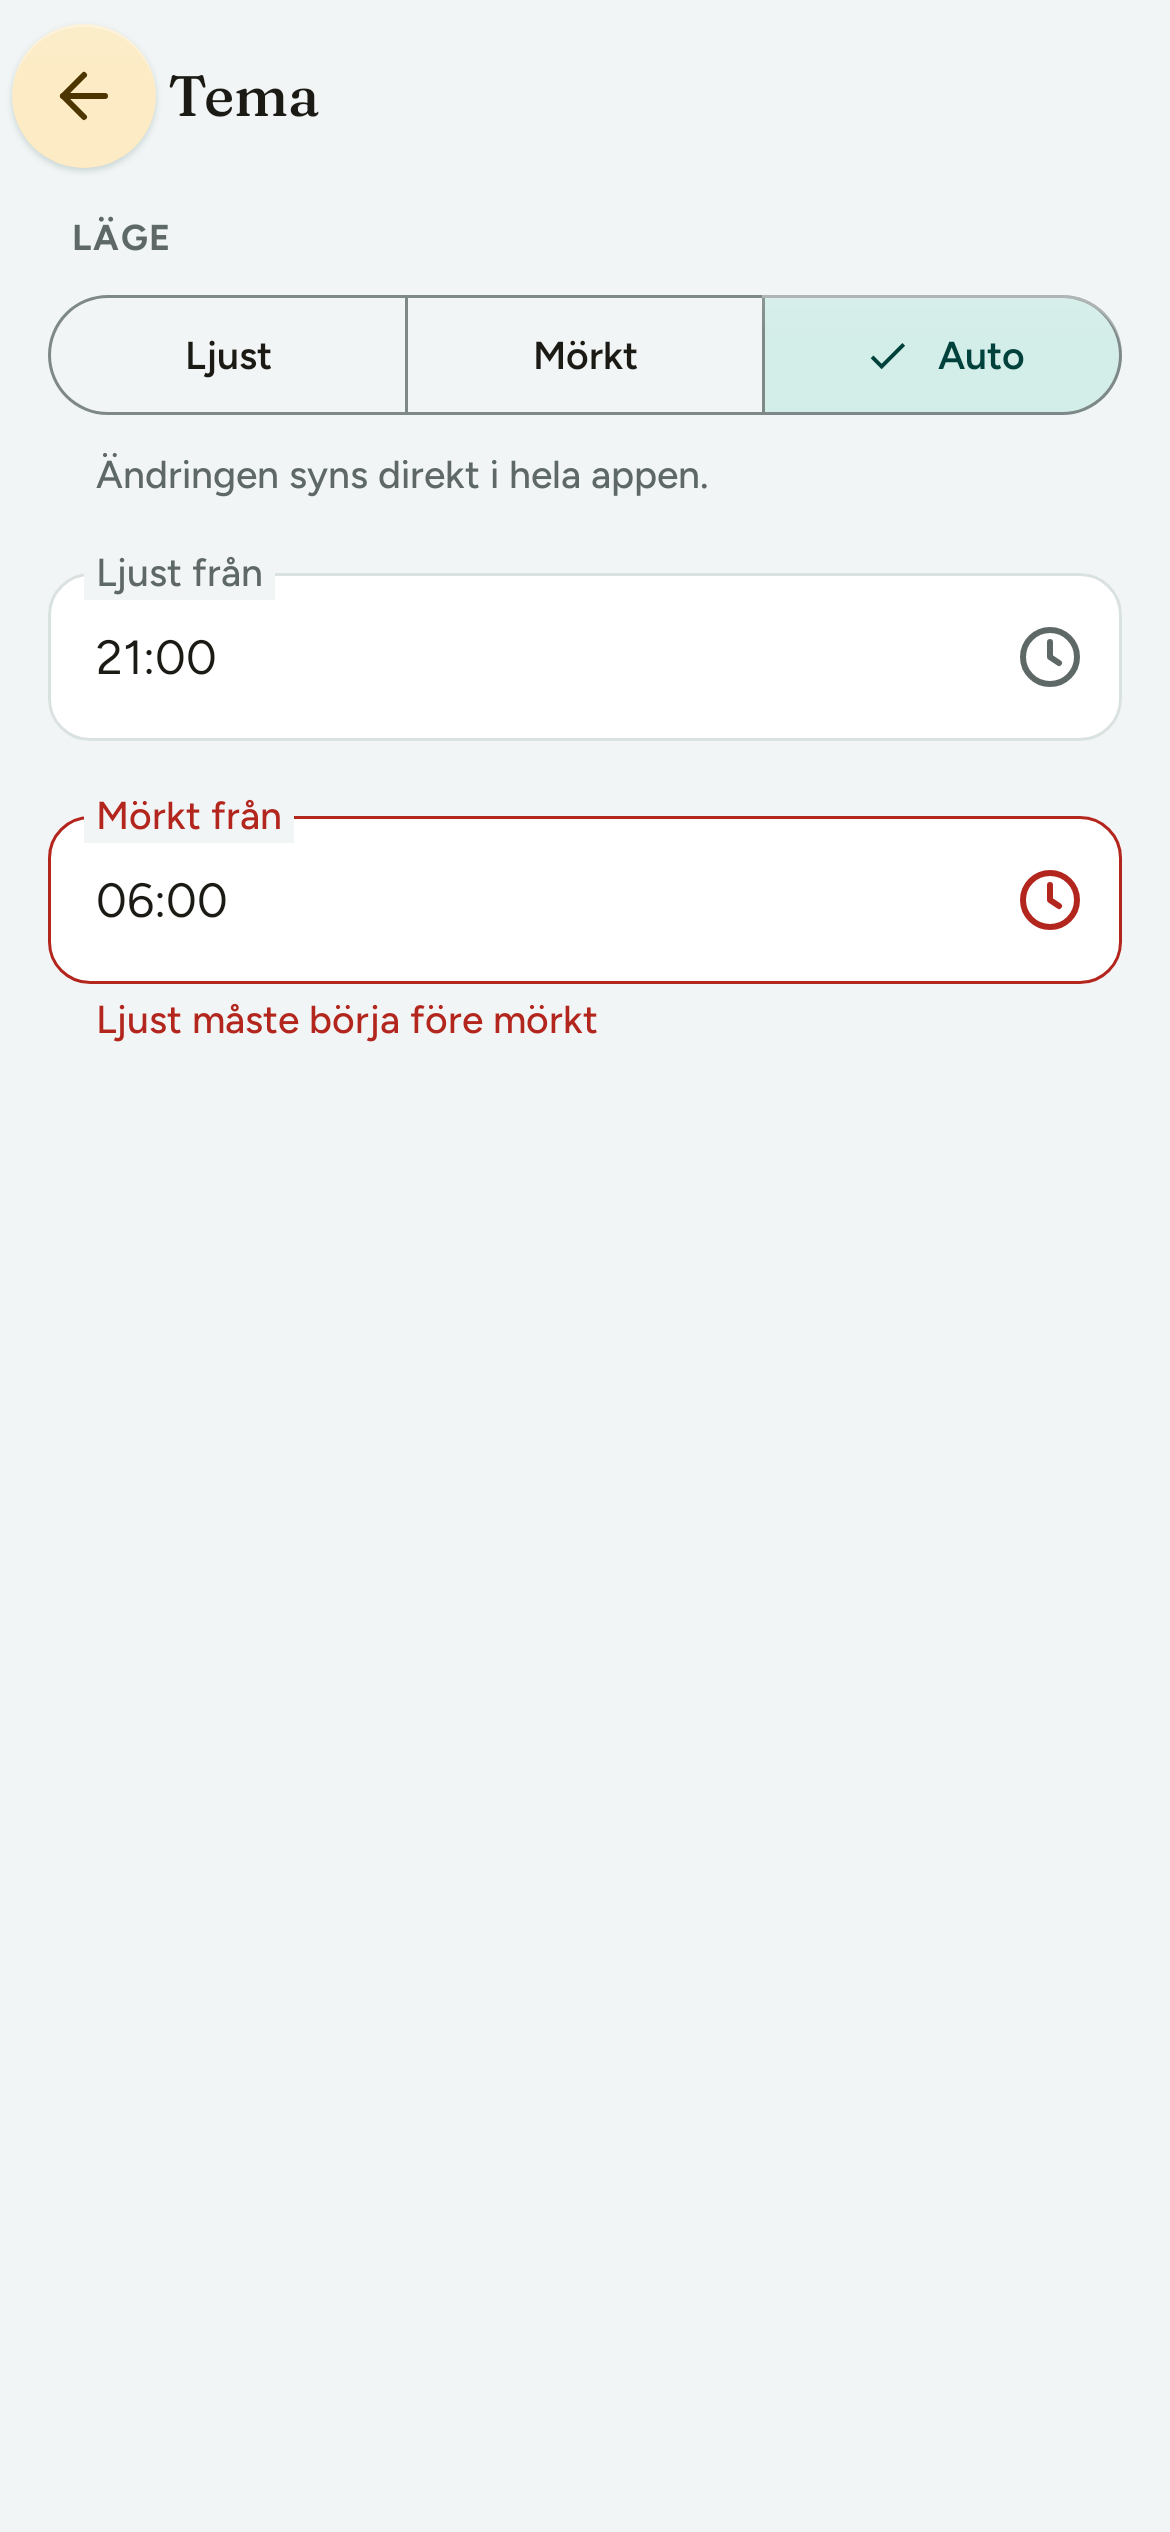 Tema
LÄGE
Ljust
Mörkt
Auto
Ändringen syns direkt i hela appen.
Ljust från
21:00
Mörkt från
06:00
Ljust måste börja före mörkt